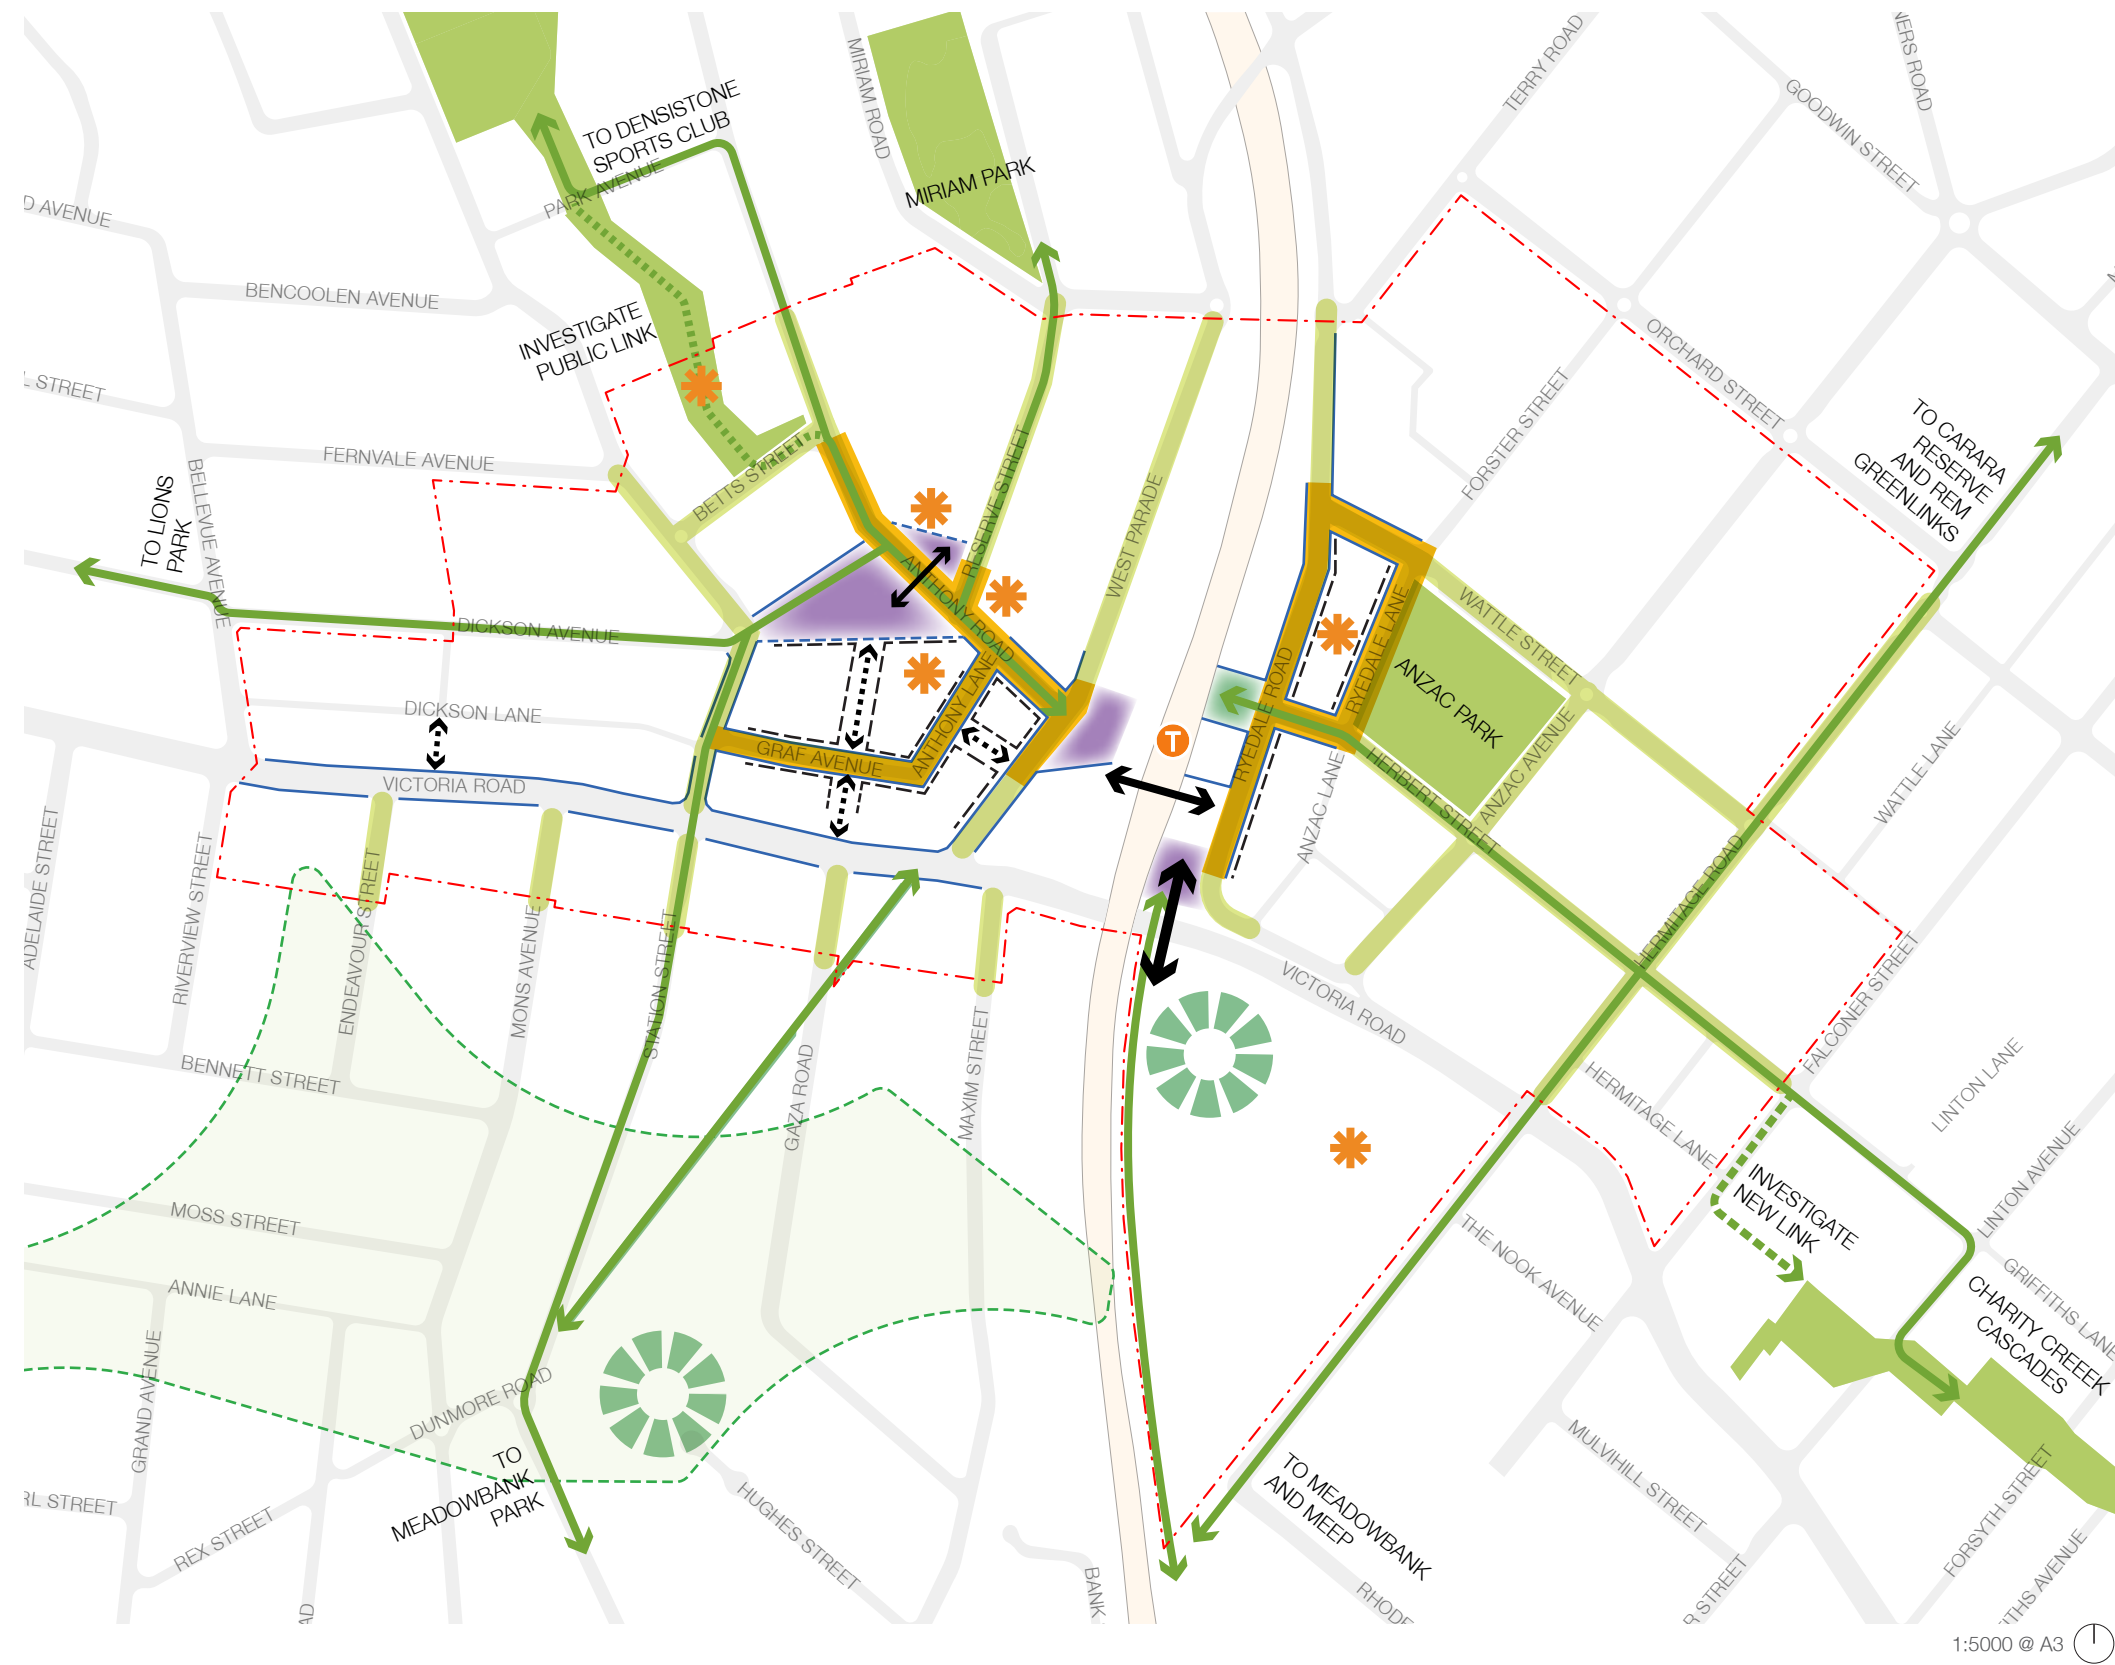 MIRIAM ROAD
TERRY ROAD
GOODWIN STREET
TO DENSISTONE
SPORTS CLUB
PARK AVENUE
MIRIAM PARK
D AVENUE
BENCOOLEN AVENUE
INVESTIGATE
PUBLIC LINK
ORCHARD STREET
STREET
FORSTER STREET
TO CARARA
RESERVE
AND REM
GREENLINKS
FERNVALE AVENUE
BETTS STREET
TO LIONS
PARK
BELLEVUE AVENUE
RESERVE STREET
WEST PARADE
ANTHONY ROAD
WATTLE STREET
RYEDALE LANE
DICKSON AVENUE
ANZAC PARK
RYEDALE ROAD
DICKSON LANE
ANTHONY LANE
GRAF AVENUE
T
VICTORIA ROAD
HERBERT STREET
ANZAC AVENUE
ANZAC LANE
WATTLE LANE
ADELAIDE STREET
RIVERVIEW STREET
ENDEAVOUR STREET
MONS AVENUE
STATION STREET
HERMITAGE ROAD
VICTORIA ROAD
FALCONER STREET
BENNETT STREET
GAZA ROAD
MAXIM STREET
HERMITAGE LANE
LINTON LANE
LINTON AVENUE
INVESTIGATE
NEW LINK
MOSS STREET
THE NOOK AVENUE
ANNIE LANE
GRIFFITHS LANE
CHARITY CREEK
CASCADES
GRAND AVENUE
DUNMORE ROAD
TO
MEADOWBANK
PARK
TO MEADOWBANK
AND MEEP
MULVIHILL STREET
FORSYTH STREET
RL STREET
REX STREET
HUGHES STREET
BANK
RHODE
R STREET
THS AVENUE
AD
1:5000 @ A3